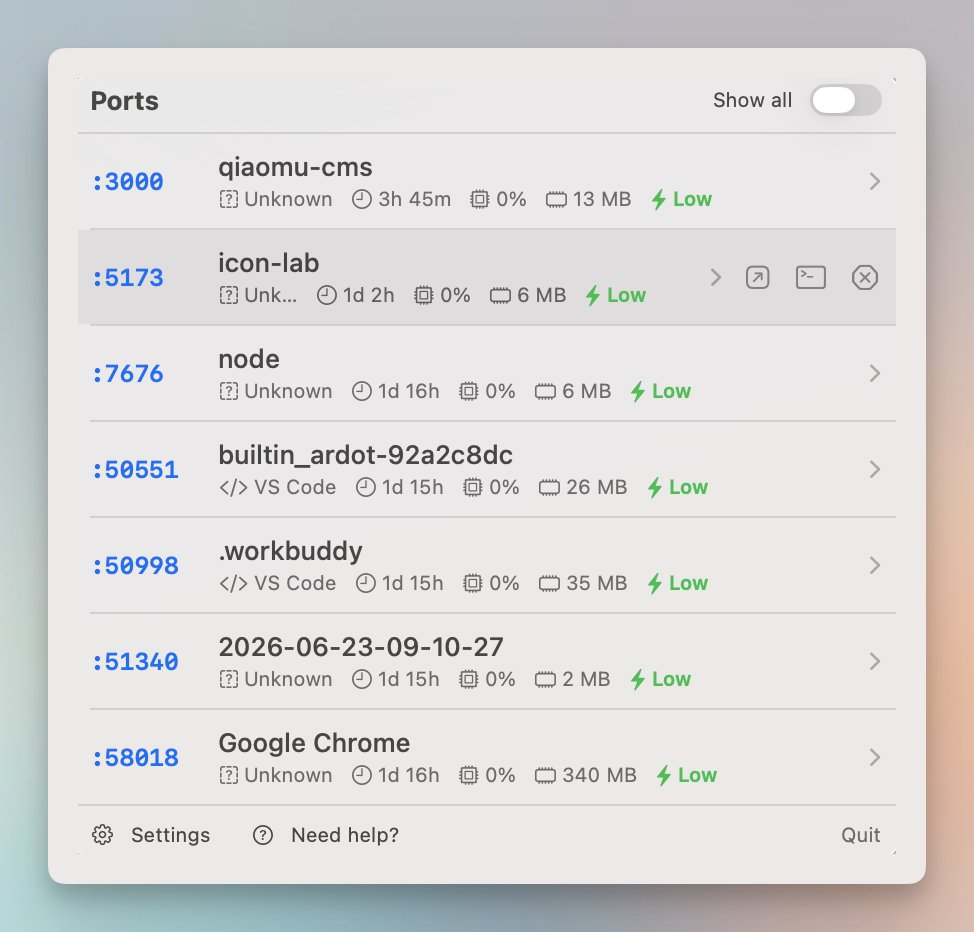 Ports
Show all
:3000
qiaomu-cms
Unknown 3h 45m 0% 13 MB Low
:5173
icon-lab
Unk... 1d 2h 0% 6 MB Low
:7676
node
Unknown 1d 16h 0% 6 MB Low
:50551
builtin_ardot-92a2c8dc
</> VS Code 1d 15h 0% 26 MB Low
:50998
.workbuddy
</> VS Code 1d 15h 0% 35 MB Low
:51340
2026-06-23-09-10-27
Unknown 1d 15h 0% 2 MB Low
:58018
Google Chrome
Unknown 1d 16h 0% 340 MB Low
Settings
Need help?
Quit